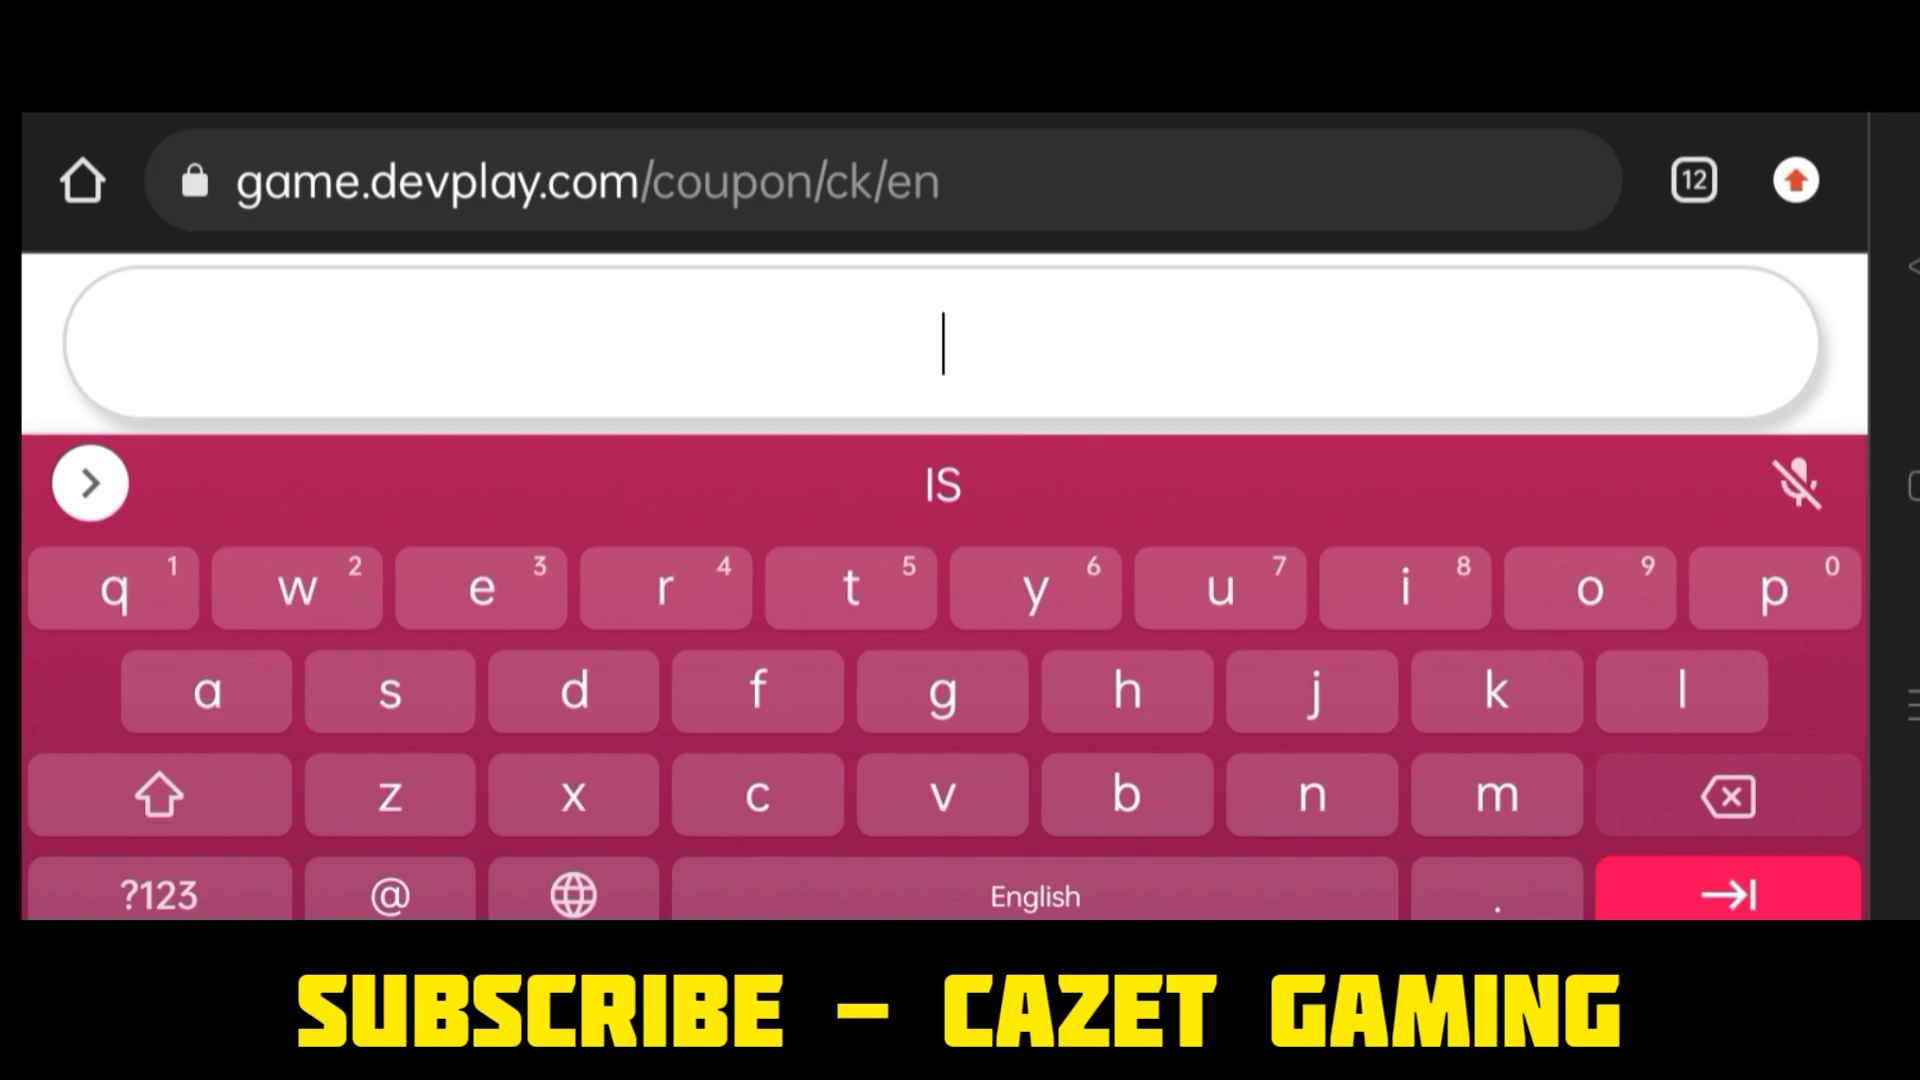 game.devplay.com/coupon/ck/en
12
IS
q 1 w 2 e 3 r 4 t 5 y 6 u 7 i 8 o 9 p 0
a s d f g h j k l
z x c v b n m
?123 @ English .
SUBSCRIBE - CAZET GAMING